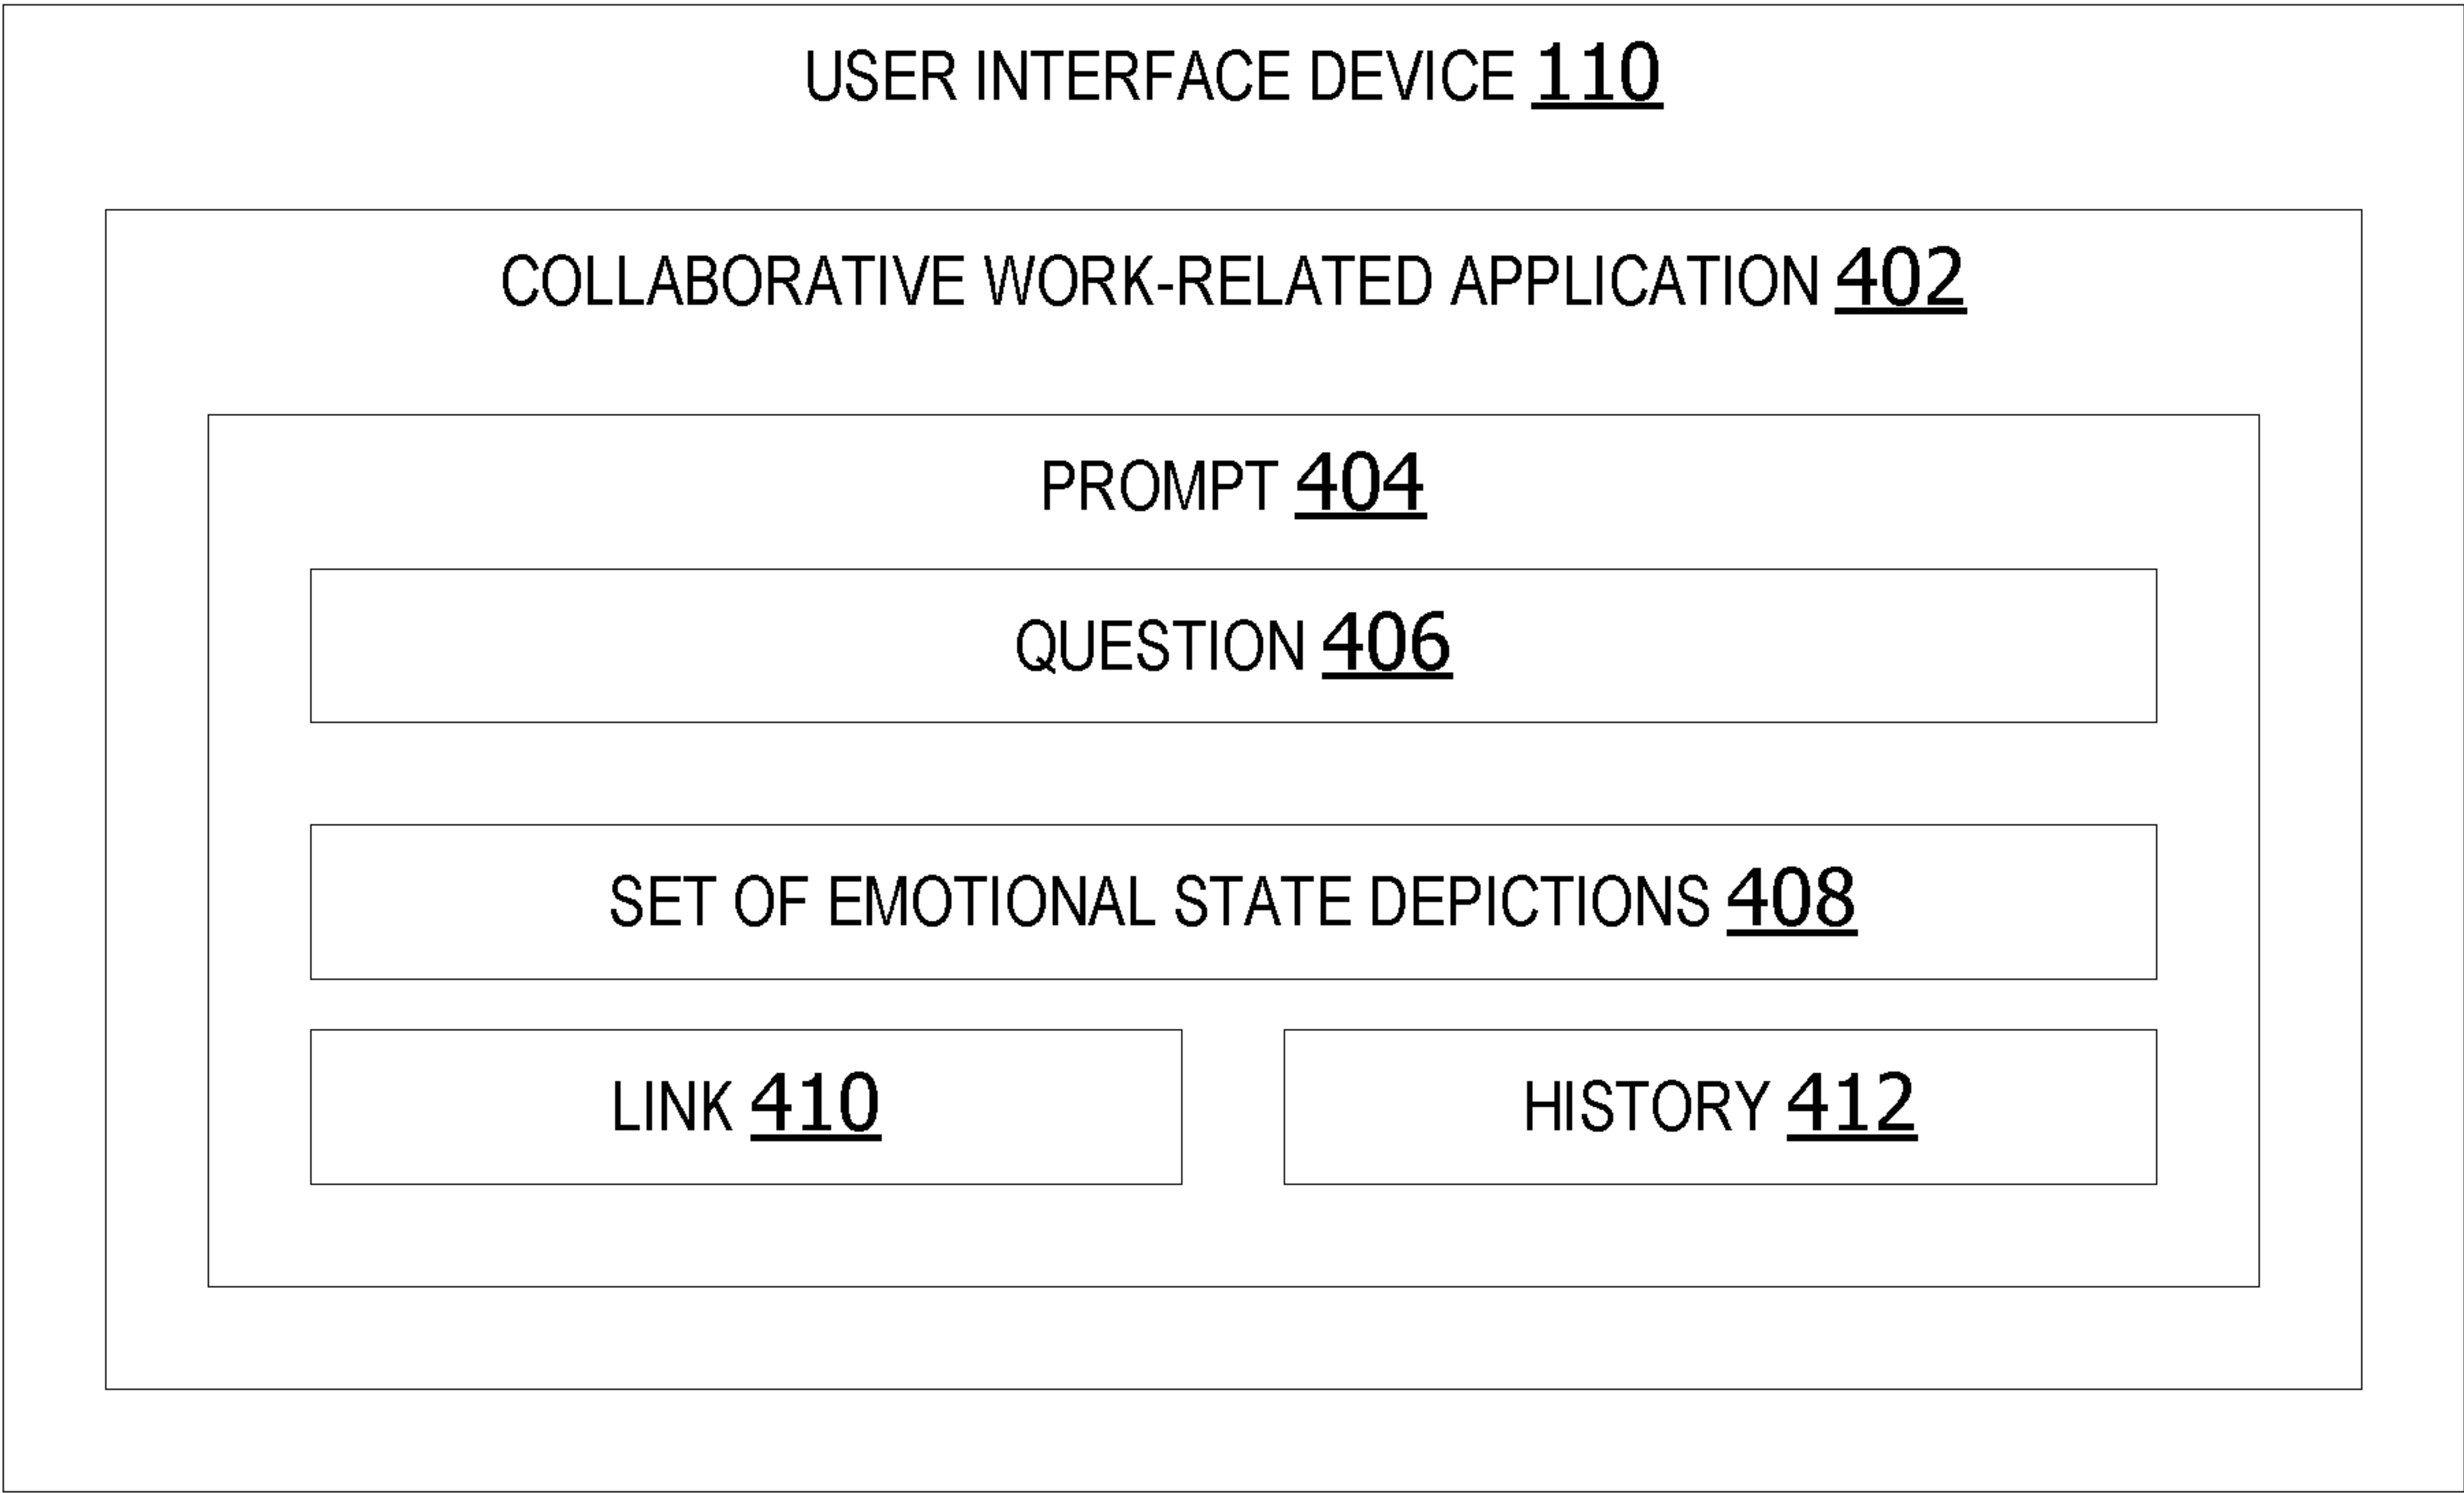 USER INTERFACE DEVICE 110
COLLABORATIVE WORK-RELATED APPLICATION 402
PROMPT 404
QUESTION 406
SET OF EMOTIONAL STATE DEPICTIONS 408
LINK 410
HISTORY 412